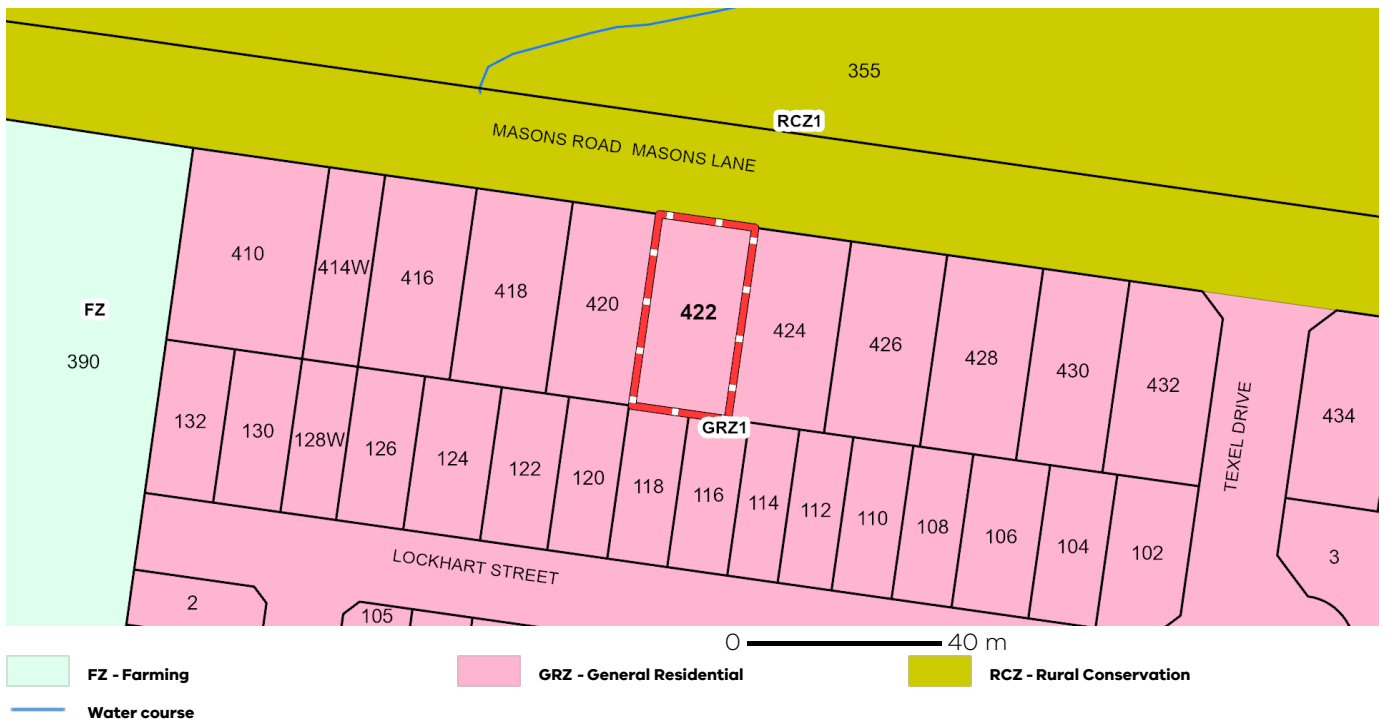 355
RCZ1
MASONS ROAD MASONS LANE
410
414W
416
418
420
422
424
426
428
430
432
434
FZ
390
TEXEL DRIVE
GRZ1
132
130
128W
126
124
122
120
118
116
114
112
110
108
106
104
102
3
LOCKHART STREET
2
105
0 40 m
FZ - Farming
GRZ - General Residential
RCZ - Rural Conservation
Water course